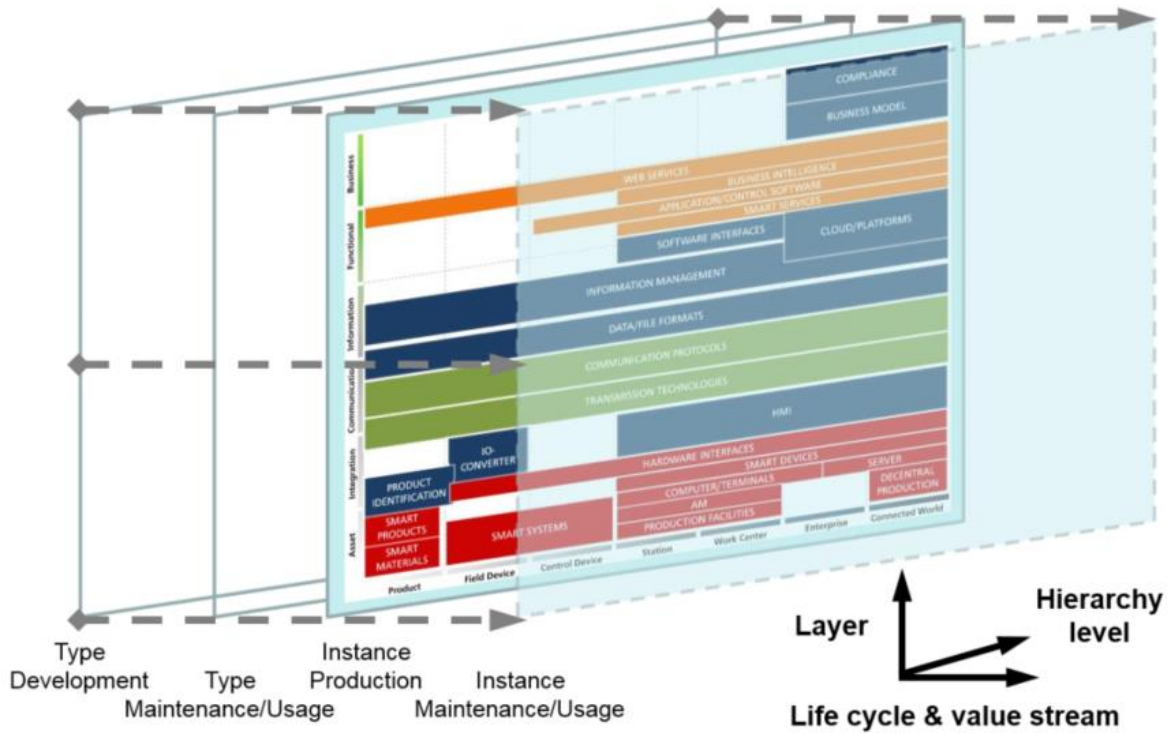 COMPLIANCE
BUSINESS MODEL
WEB SERVICES
BUSINESS INTELLIGENCE
APPLICATION/CONTROL SOFTWARE
SMART SERVICES
SOFTWARE INTERFACES
CLOUD/PLATFORMS
INFORMATION MANAGEMENT
DATA/FILE FORMATS
COMMUNICATION PROTOCOLS
TRANSMISSION TECHNOLOGIES
HMI
IO-
CONVERTER
HARDWARE INTERFACES
PRODUCT
IDENTIFICATION
SMART DEVICES
SERVER
COMPUTER/TERMINALS
DECENTRAL
PRODUCTION
AM
PRODUCTION FACILITIES
SMART
PRODUCTS
SMART SYSTEMS
SMART
MATERIALS
Business
Functional
Information
Communication
Integration
Asset
Product
Field Device
Control Device
Station
Work Center
Enterprise
Connected World
Type
Development
Type
Maintenance/Usage
Instance
Production
Instance
Maintenance/Usage
Layer
Hierarchy
level
Life cycle & value stream